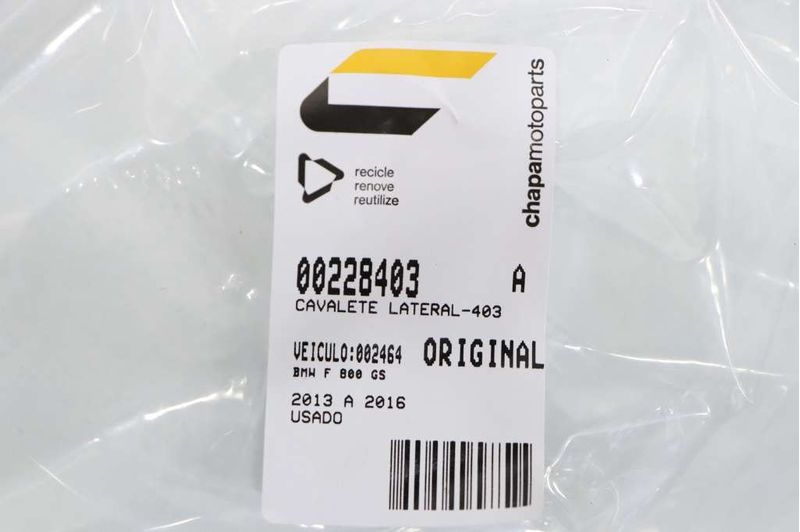 chapamotoparts
recicle
renove
reutilize
00228403 A
CAVALETE LATERAL-403
VEICULO:002464 ORIGINAL
BMW F 800 GS
2013 A 2016
USADO